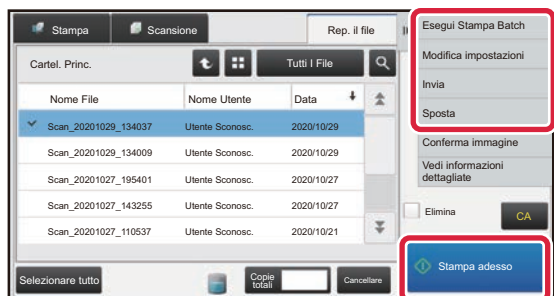 Stampa
Scansione
Rep. il file
Cartel. Princ.
Tutti I File
Nome File
Nome Utente
Data
Scan_20201029_134037
Utente Sconosc.
2020/10/29
Scan_20201029_134009
Utente Sconosc.
2020/10/29
Scan_20201027_195401
Utente Sconosc.
2020/10/27
Scan_20201027_143255
Utente Sconosc.
2020/10/27
Scan_20201027_110537
Utente Sconosc.
2020/10/21
Selezionare tutto
Copie
totali
Cancellare
Esegui Stampa Batch
Modifica impostazioni
Invia
Sposta
Conferma immagine
Vedi informazioni
dettagliate
Elimina
CA
Stampa adesso